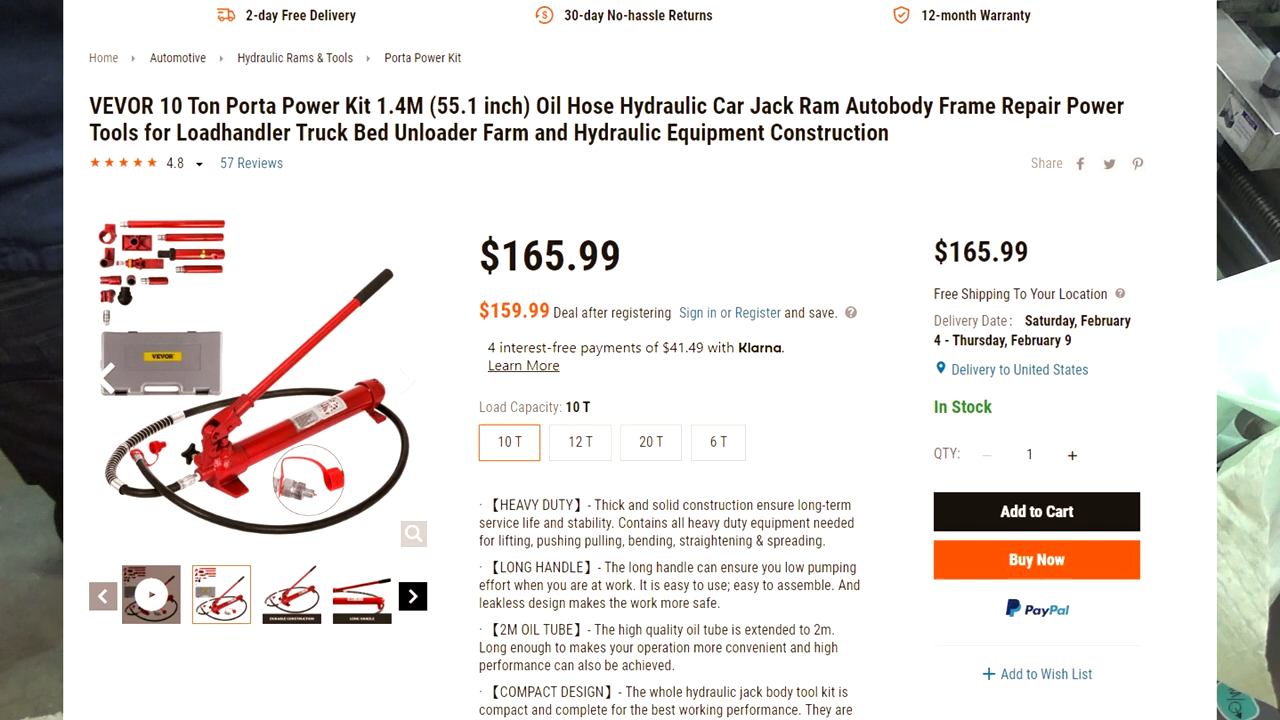 2-day Free Delivery
30-day No-hassle Returns
12-month Warranty
Home
Automotive
Hydraulic Rams & Tools
Porta Power Kit
VEVOR 10 Ton Porta Power Kit 1.4M (55.1 inch) Oil Hose Hydraulic Car Jack Ram Autobody Frame Repair Power
Tools for Loadhandler Truck Bed Unloader Farm and Hydraulic Equipment Construction
4.8
57 Reviews
Share
VEVOR
DURABLE CONSTRUCTION
LONG HANDLE
$165.99
$159.99 Deal after registering Sign in or Register and save.
4 interest-free payments of $41.49 with Klarna.
Learn More
Load Capacity: 10 T
10 T
12 T
20 T
6 T
· 【HEAVY DUTY】- Thick and solid construction ensure long-term
service life and stability. Contains all heavy duty equipment needed
for lifting, pushing pulling, bending, straightening & spreading.
· 【LONG HANDLE】- The long handle can ensure you low pumping
effort when you are at work. It is easy to use; easy to assemble. And
leakless design makes the work more safe.
· 【2M OIL TUBE】- The high quality oil tube is extended to 2m.
Long enough to makes your operation more convenient and high
performance can also be achieved.
· 【COMPACT DESIGN】- The whole hydraulic jack body tool kit is
compact and complete for the best working performance. They are
$165.99
Free Shipping To Your Location
Delivery Date: Saturday, February
4 - Thursday, February 9
Delivery to United States
In Stock
QTY: 1
Add to Cart
Buy Now
PayPal
Add to Wish List